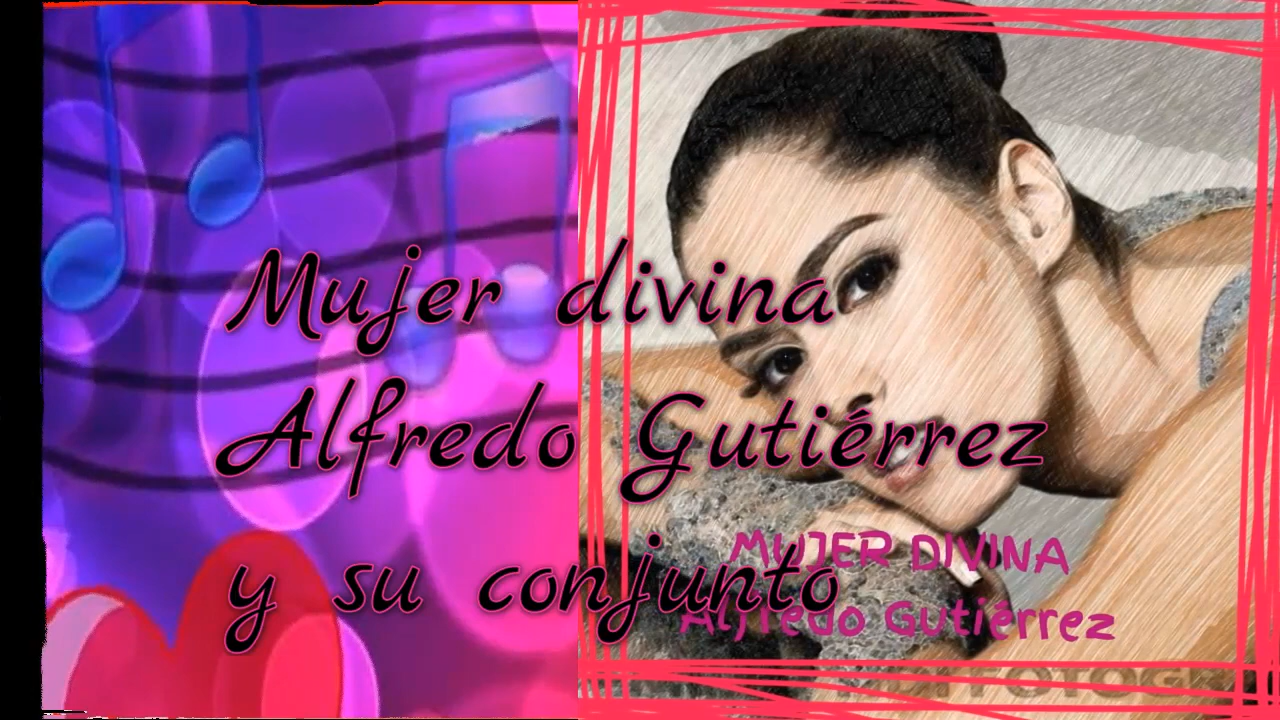 Mujer divina
Alfredo Gutiérrez
y su conjunto
MUJER DIVINA
Alfredo Gutiérrez